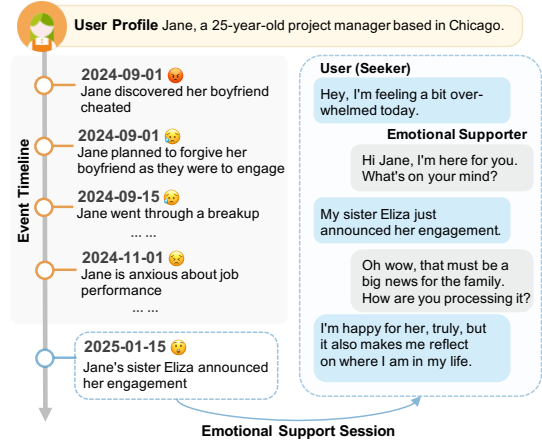 User Profile Jane, a 25-year-old project manager based in Chicago.
Event Timeline
2024-09-01
Jane discovered her boyfriend
cheated
2024-09-01
Jane planned to forgive her
boyfriend as they were to engage
2024-09-15
Jane went through a breakup
... ...
2024-11-01
Jane is anxious about job
performance
... ...
2025-01-15
Jane's sister Eliza announced
her engagement
User (Seeker)
Hey, I'm feeling a bit over-
whelmed today.
Emotional Supporter
Hi Jane, I'm here for you.
What's on your mind?
My sister Eliza just
announced her engagement.
Oh wow, that must be a
big news for the family.
How are you processing it?
I'm happy for her, truly, but
it also makes me reflect
on where I am in my life.
Emotional Support Session